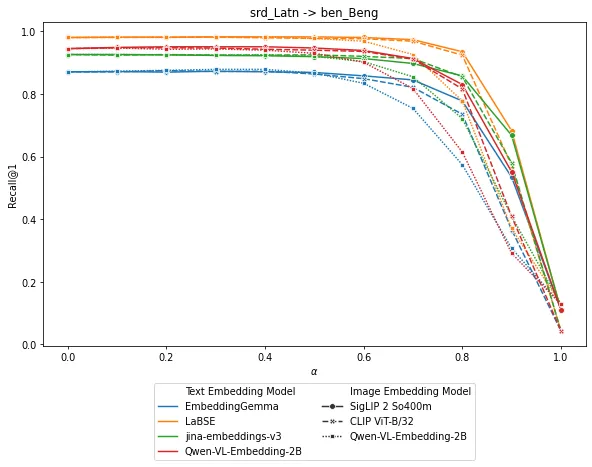 srd_Latn -> ben_Beng
1.0
0.8
0.6
0.4
0.2
0.0
Recall@1
0.0 0.2 0.4 0.6 0.8 1.0
α
Text Embedding Model Image Embedding Model
EmbeddingGemma SigLIP 2 So400m
LaBSE CLIP ViT-B/32
jina-embeddings-v3 Qwen-VL-Embedding-2B
Qwen-VL-Embedding-2B